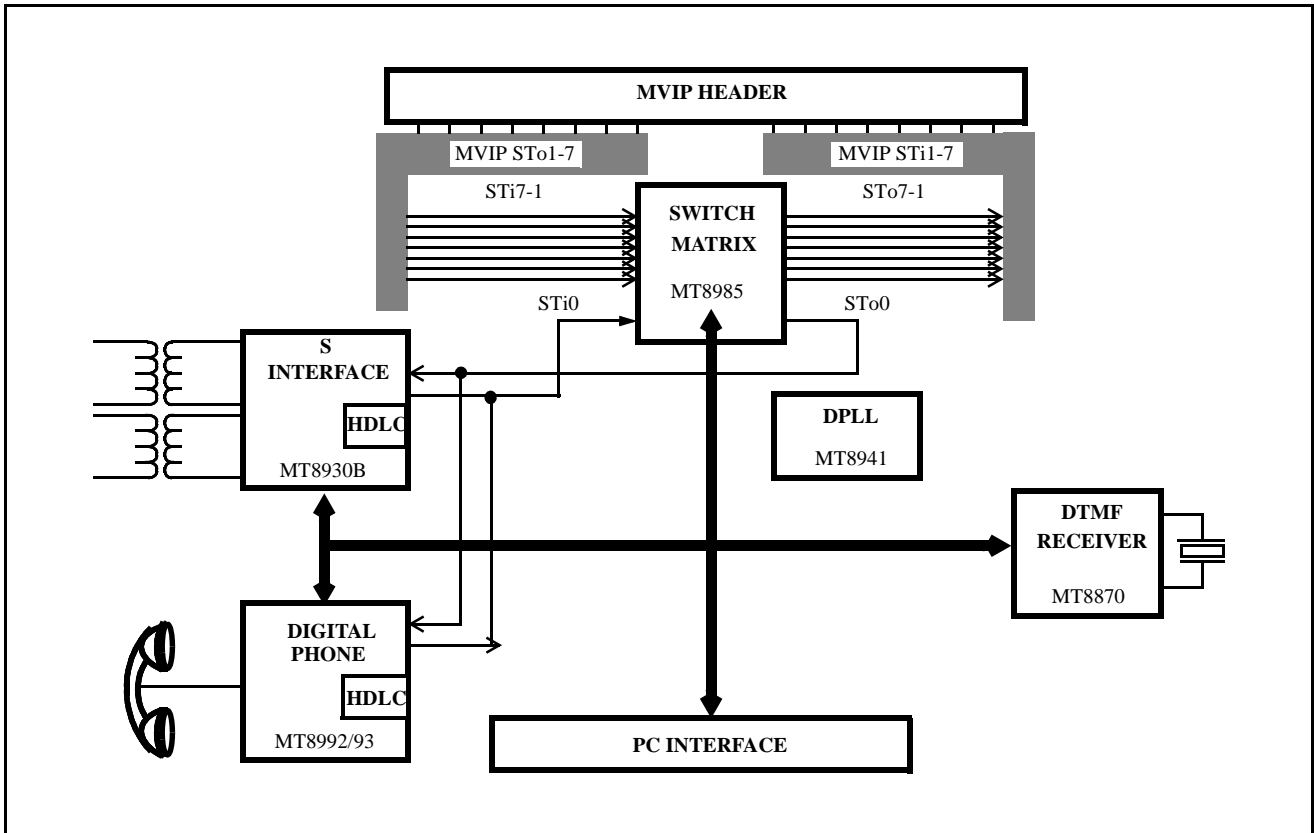 MVIP HEADER
MVIP STo1-7
MVIP STi1-7
STi7-1
STo7-1
SWITCH
MATRIX
MT8985
STi0
STo0
S
INTERFACE
HDLC
MT8930B
DPLL
MT8941
DTMF
RECEIVER
MT8870
DIGITAL
PHONE
HDLC
MT8992/93
PC INTERFACE